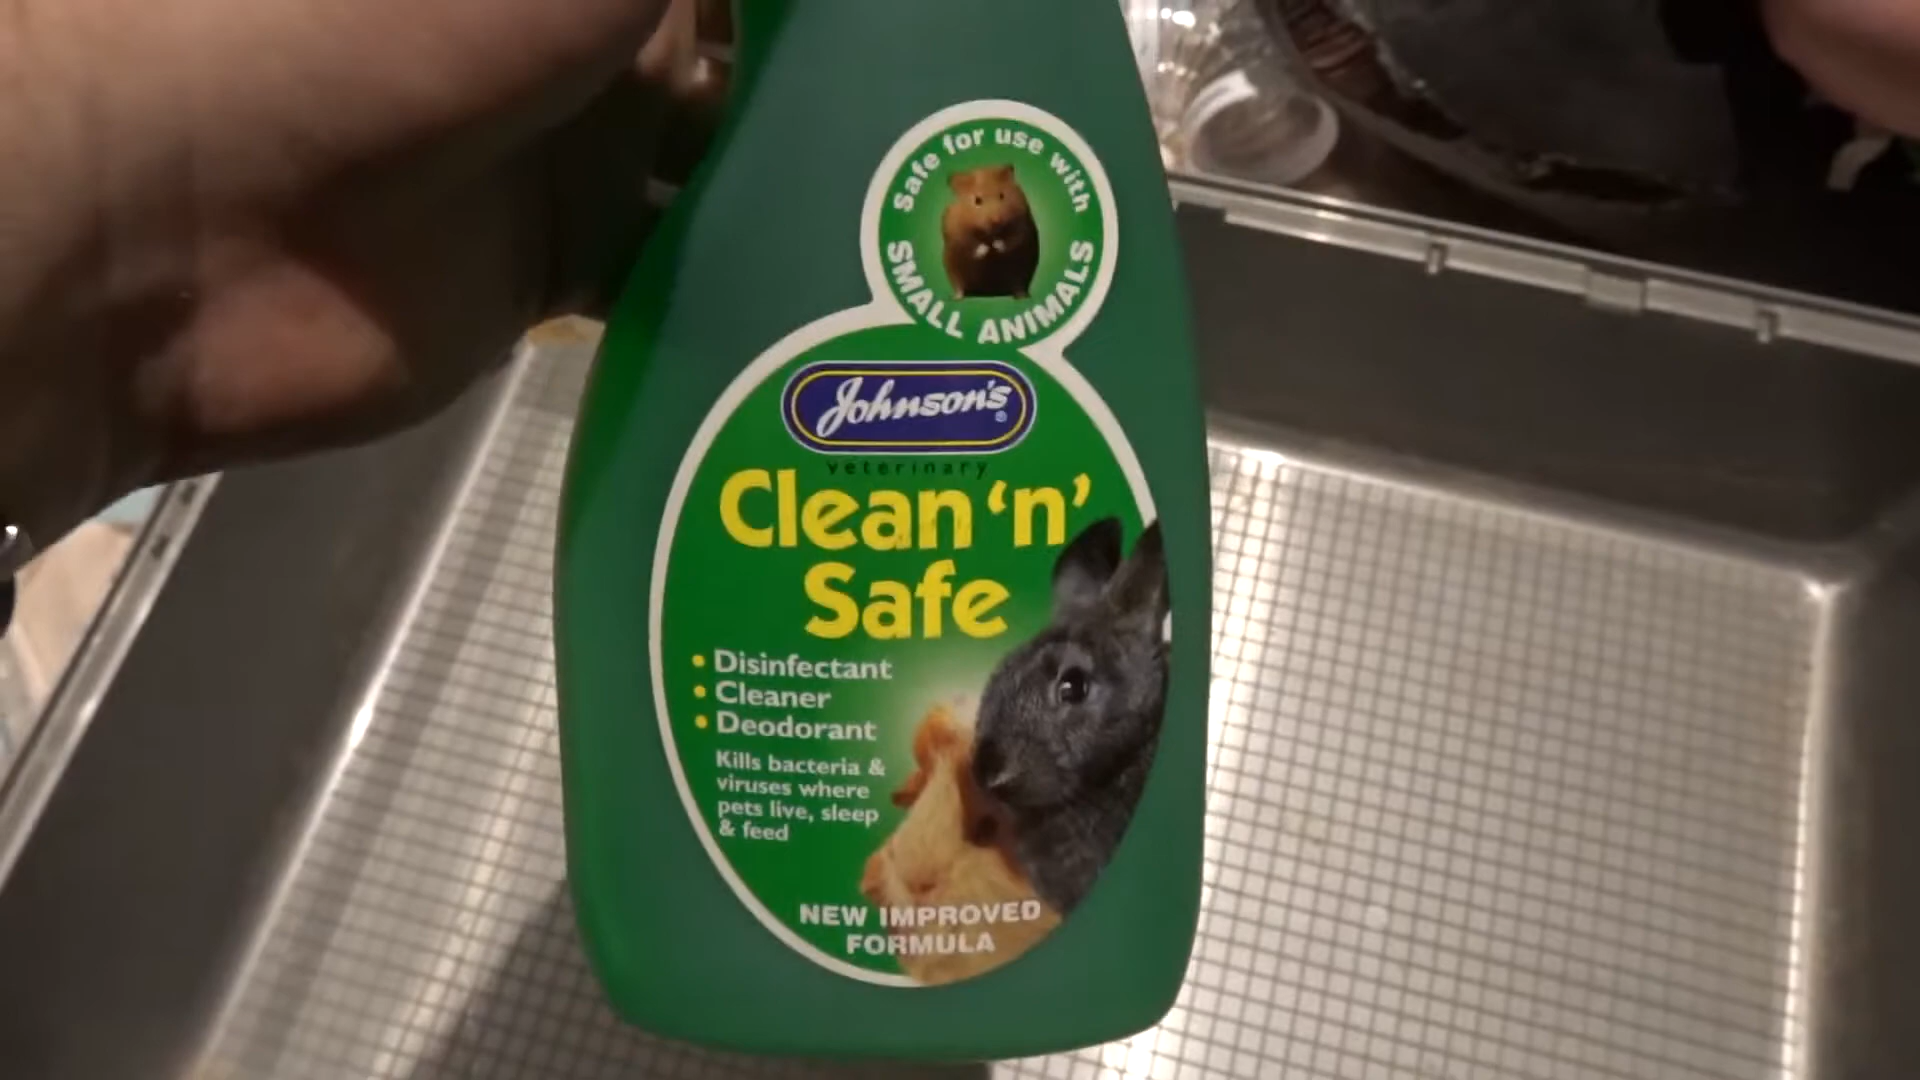 Safe for use with
SMALL ANIMALS
Johnson's®
veterinary
Clean 'n'
Safe
• Disinfectant
• Cleaner
• Deodorant
Kills bacteria &
viruses where
pets live, sleep
& feed
NEW IMPROVED
FORMULA